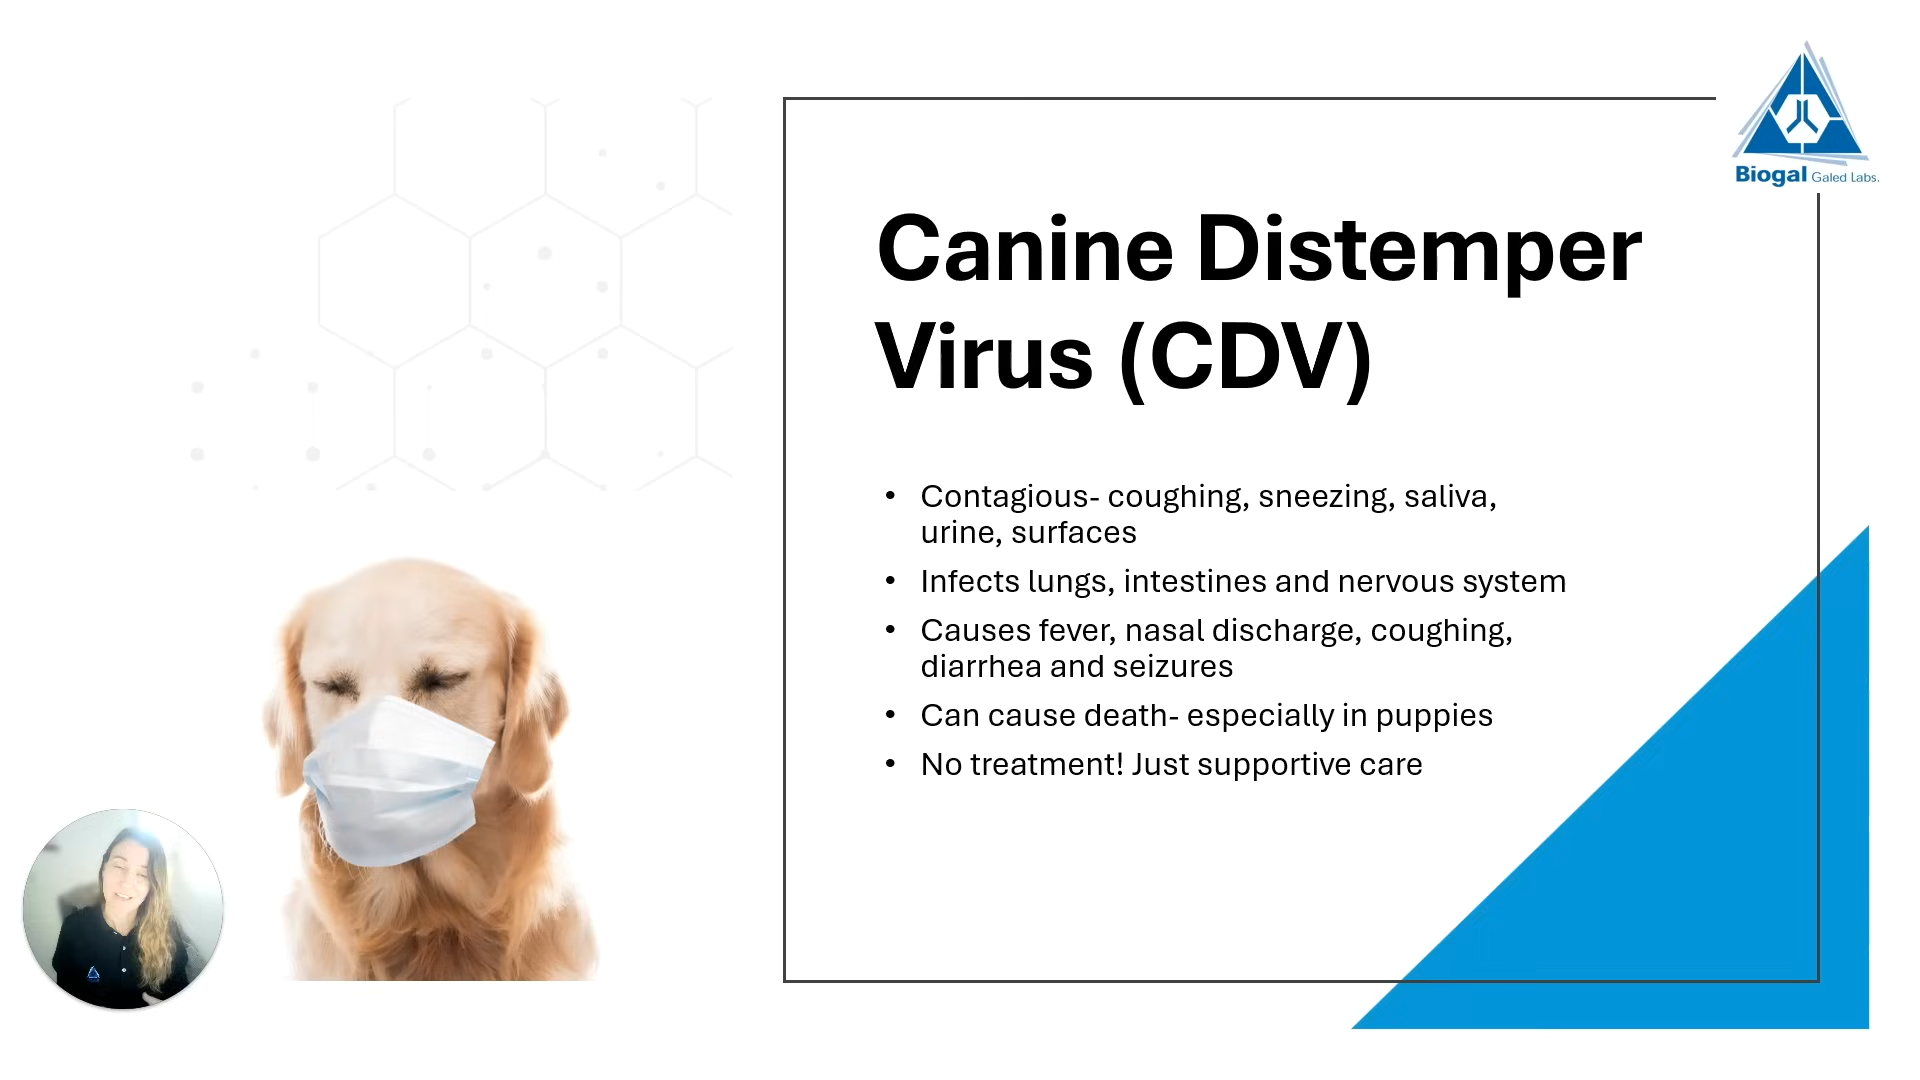 Biogal Galed Labs.
Canine Distemper
Virus (CDV)
• Contagious- coughing, sneezing, saliva,
urine, surfaces
• Infects lungs, intestines and nervous system
• Causes fever, nasal discharge, coughing,
diarrhea and seizures
• Can cause death- especially in puppies
• No treatment! Just supportive care